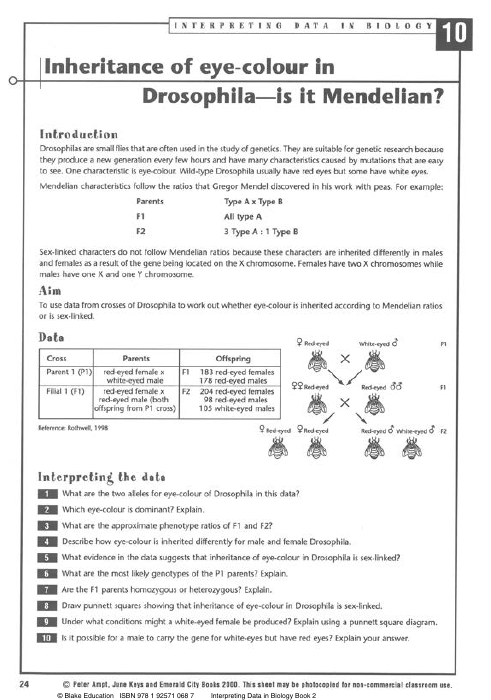 INTERPRETING DATA IN BIOLOGY 10
Inheritance of eye-colour in
Drosophila—is it Mendelian?
Introduction
Drosophilas are small flies that are often used in the study of genetics. They are suitable for genetic research because
they produce a new generation every few hours and have many characteristics caused by mutations that are easy
to see. One characteristic is eye-colour. Wild-type Drosophila usually have red eyes but some have white eyes.
Mendelian characteristics follow the ratios that Gregor Mendel discovered in his work with peas. For example:
Parents Type A x Type B
F1 All type A
F2 3 Type A : 1 Type B
Sex-linked characters do not follow Mendelian ratios because these characters are inherited differently in males
and females as a result of the gene being located on the X chromosome. Females have two X chromosomes while
males have one X and one Y chromosome.
Aim
To use data from crosses of Drosophila to work out whether eye-colour is inherited according to Mendelian ratios
or is sex-linked.
Data
Cross Parents Offspring
Parent 1 (P1) red-eyed female x F1 183 red-eyed females
white-eyed male 178 red-eyed males
Filial 1 (F1) red-eyed female x F2 204 red-eyed females
red-eyed male (both 98 red-eyed males
offspring from P1 cross) 105 white-eyed males
Reference: Rothwell, 1998
♀ Red-eyed White-eyed ♂ P1
X
♀♀ Red-eyed Red-eyed ♂♂ F1
X
♀ Red-eyed ♀ Red-eyed Red-eyed ♂ White-eyed ♂ F2
Interpreting the data
1 What are the two alleles for eye-colour of Drosophila in this data?
2 Which eye-colour is dominant? Explain.
3 What are the approximate phenotype ratios of F1 and F2?
4 Describe how eye-colour is inherited differently for male and female Drosophila.
5 What evidence in the data suggests that inheritance of eye-colour in Drosophila is sex-linked?
6 What are the most likely genotypes of the P1 parents? Explain.
7 Are the F1 parents homozygous or heterozygous? Explain.
8 Draw punnett squares showing that inheritance of eye-colour in Drosophila is sex-linked.
9 Under what conditions might a white-eyed female be produced? Explain using a punnett square diagram.
10 Is it possible for a male to carry the gene for white-eyes but have red eyes? Explain your answer.
24 © Peter Ampt, June Keys and Emerald City Books 2000. This sheet may be photocopied for non-commercial classroom use.
© Blake Education ISBN 978 1 92571 068 7 Interpreting Data in Biology Book 2